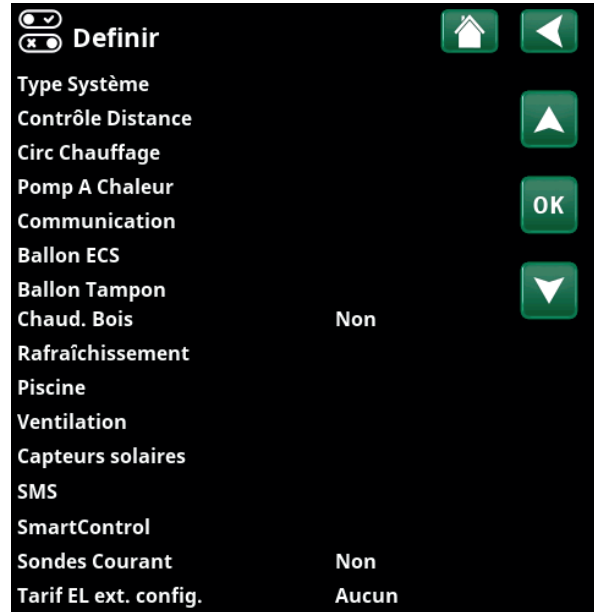 Definir
Type Système
Contrôle Distance
Circ Chauffage
Pomp A Chaleur
OK
Communication
Ballon ECS
Ballon Tampon
Chaud. Bois Non
Rafraîchissement
Piscine
Ventilation
Capteurs solaires
SMS
SmartControl
Sondes Courant Non
Tarif EL ext. config. Aucun